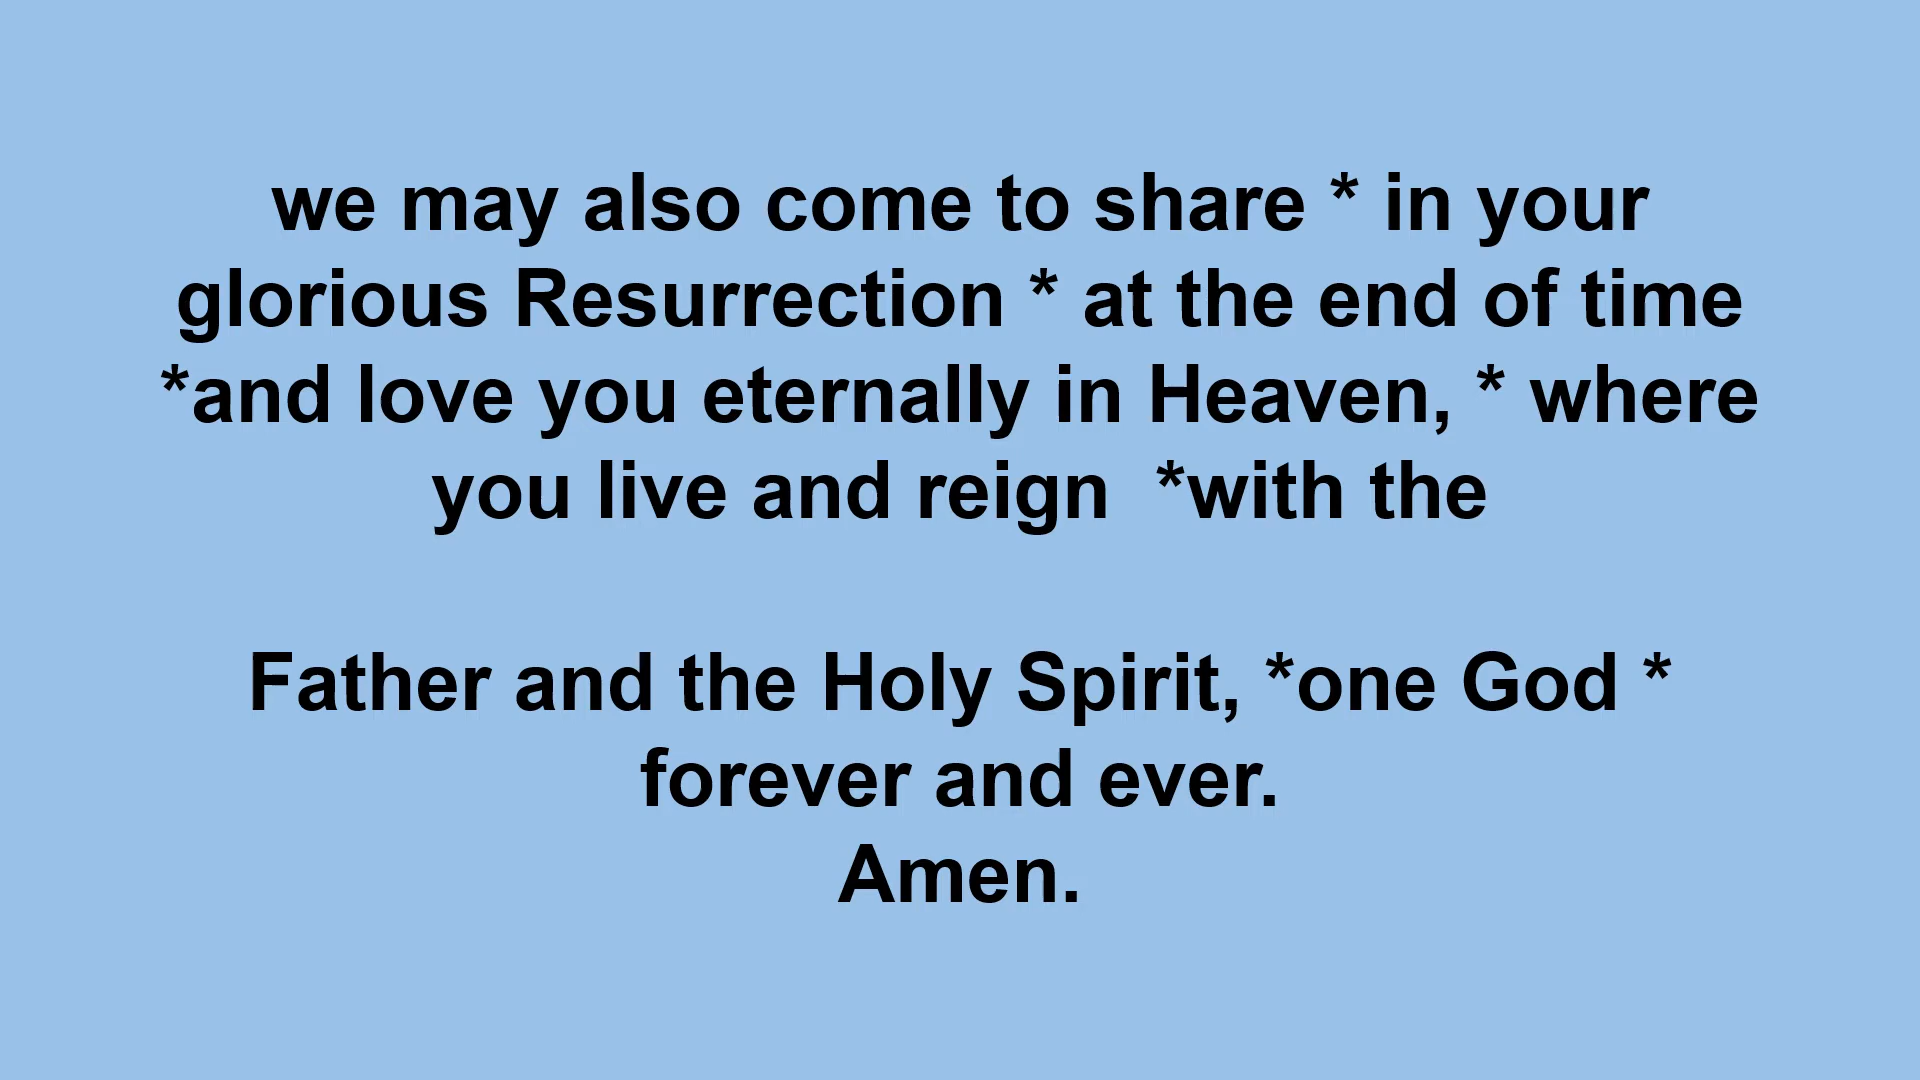 we may also come to share * in your
glorious Resurrection * at the end of time
*and love you eternally in Heaven, * where
you live and reign  *with the
Father and the Holy Spirit, *one God *
forever and ever.
Amen.